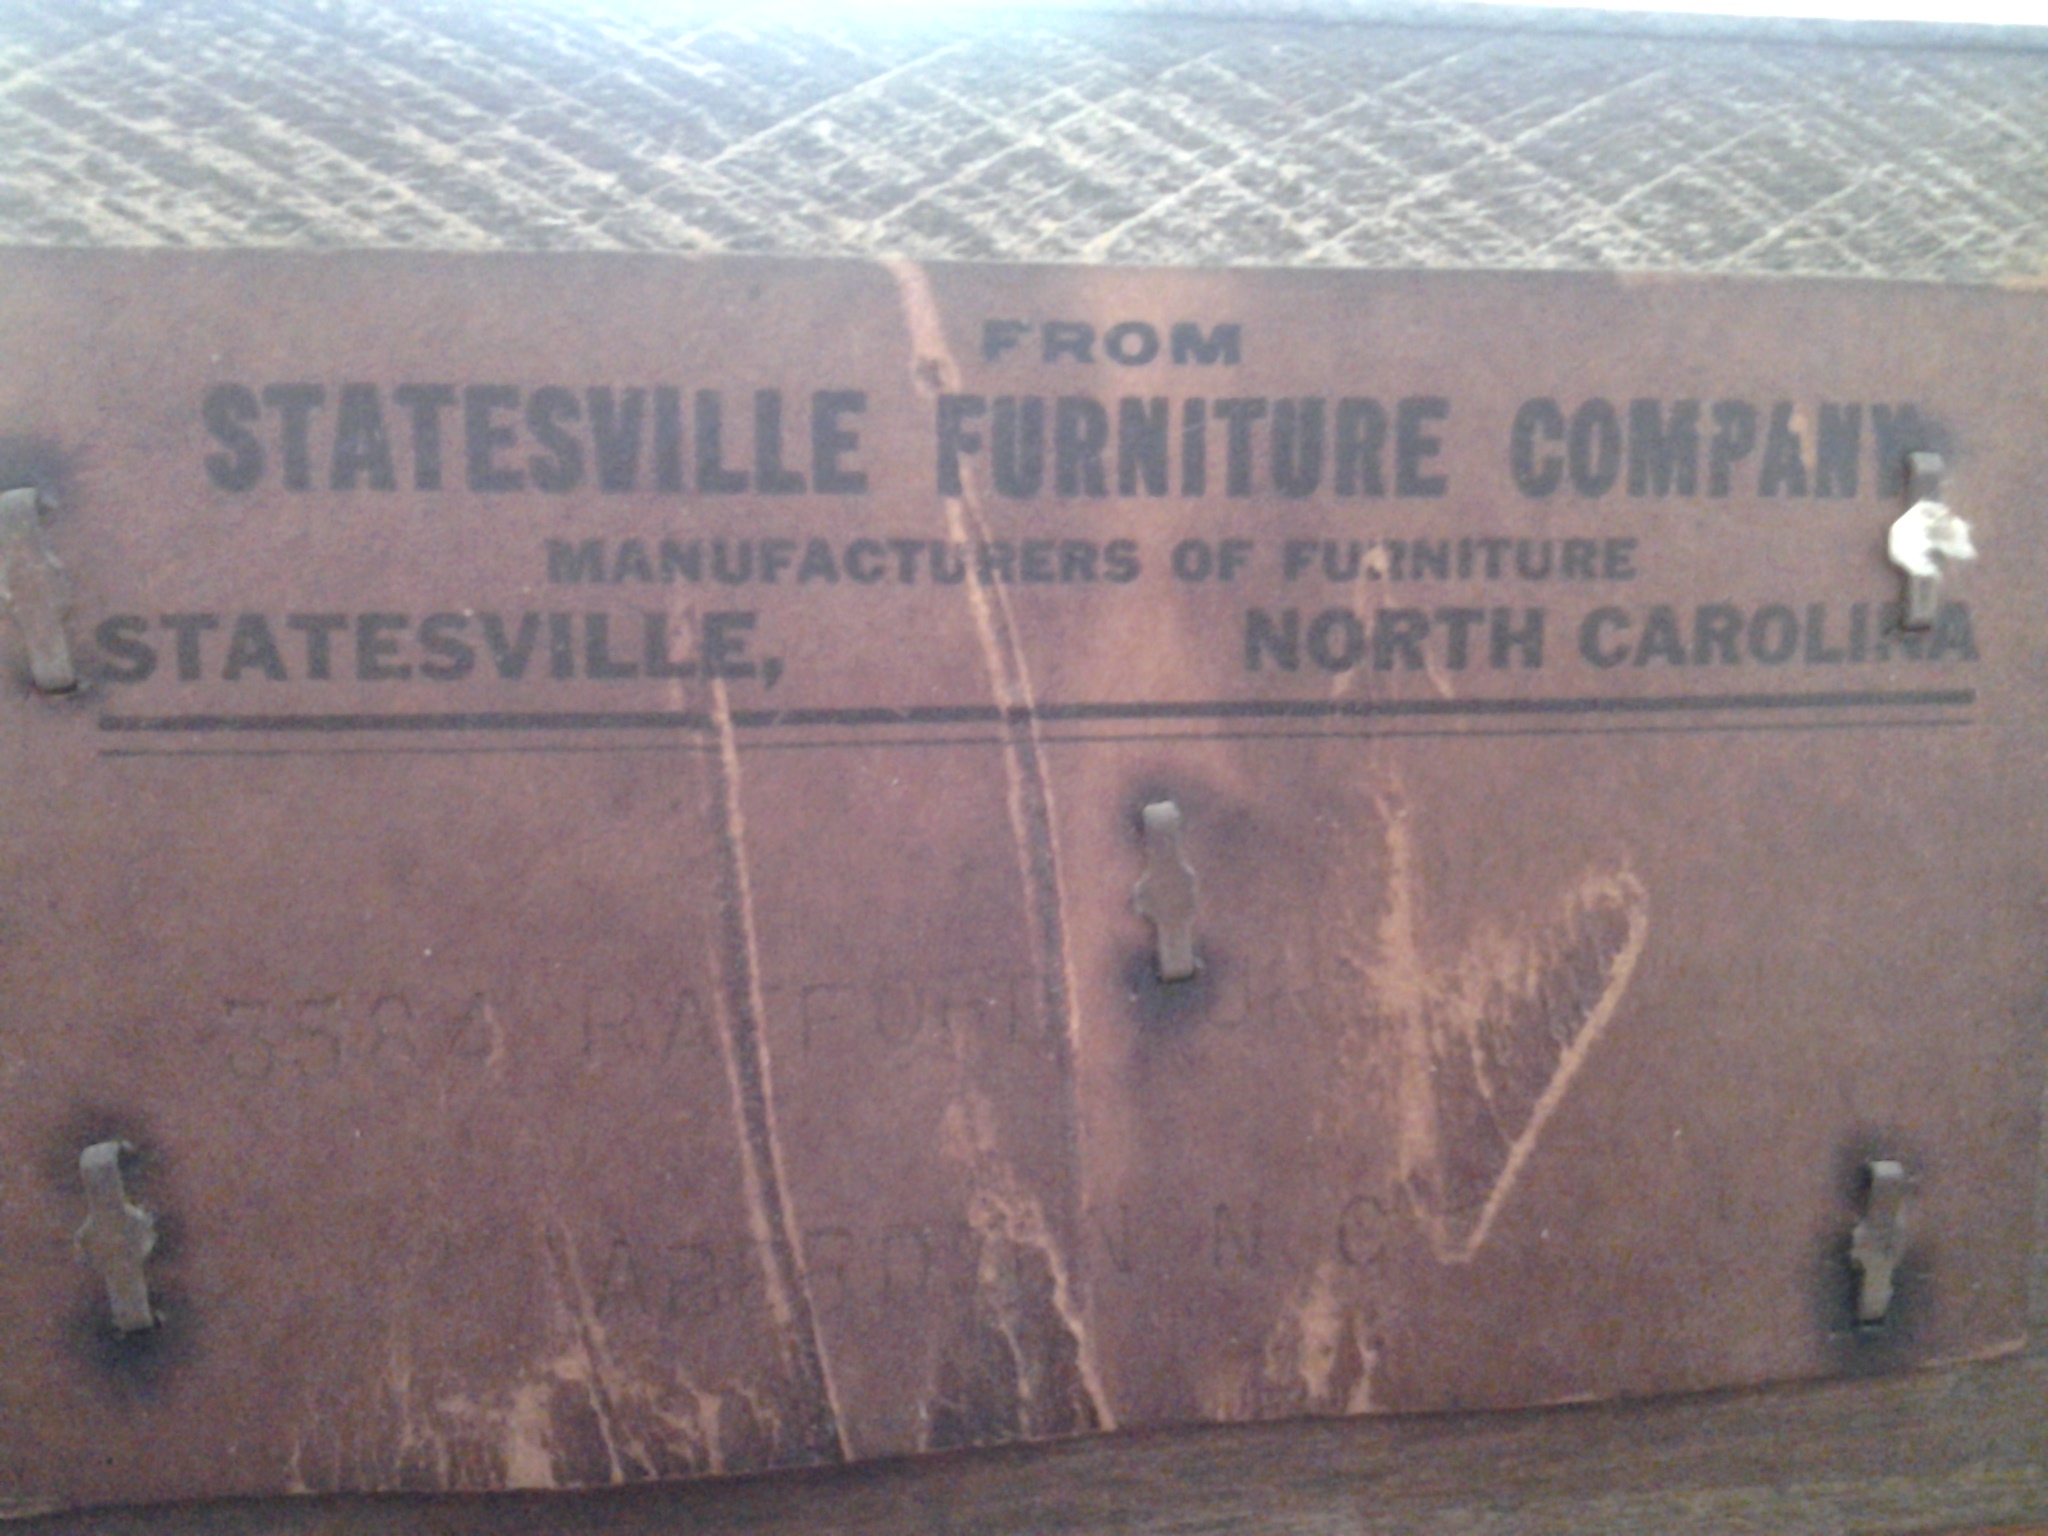 FROM
STATESVILLE FURNITURE COMPANY
MANUFACTURERS OF FURNITURE
STATESVILLE, NORTH CAROLINA
N C